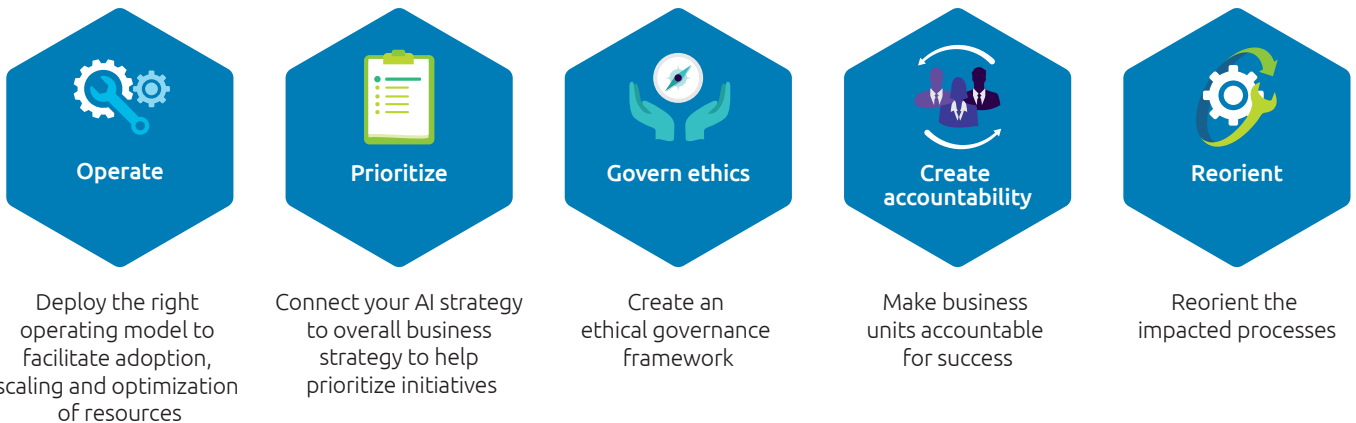 Operate
Deploy the right
operating model to
facilitate adoption,
scaling and optimization
of resources
Prioritize
Connect your AI strategy
to overall business
strategy to help
prioritize initiatives
Govern ethics
Create an
ethical governance
framework
Create
accountability
Make business
units accountable
for success
Reorient
Reorient the
impacted processes